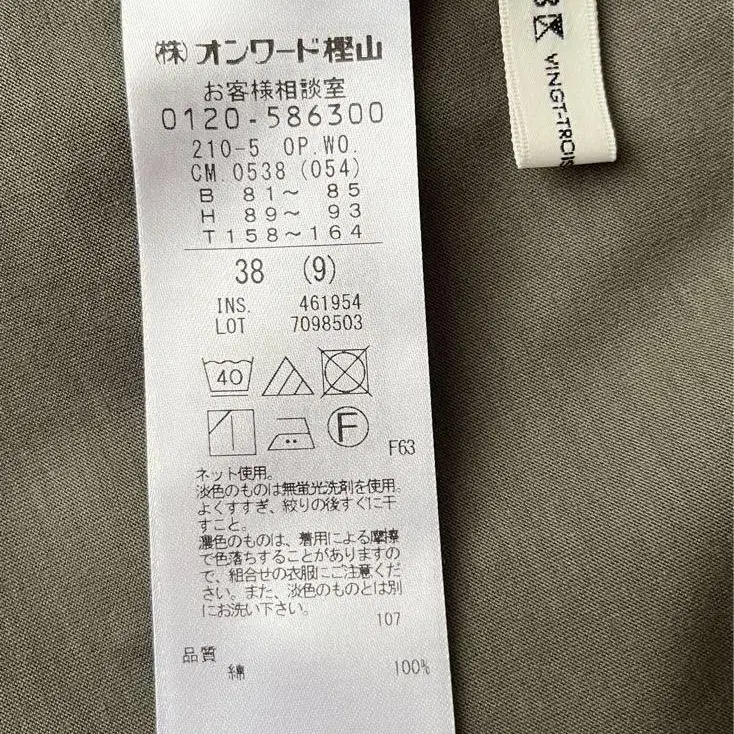 (株)オンワード樫山
お客様相談室
0120-586300
210-5 OP.WO.
CM.0538 (054)
B 81～ 85
H 89～ 93
T158～164
38 (9)
INS. 461954
LOT 7098503
40
F
F63
ネット使用。
淡色のものは無蛍光洗剤を使用。
よくすすぎ、絞りの後すぐに干
すこと。
濃色のものは、着用による摩擦
で色落ちすることがありますの
で、組合せの衣服にご注意くだ
さい。また、淡色のものとは別
にお洗い下さい。
107
品質
綿 100%
VINGT-TROIS